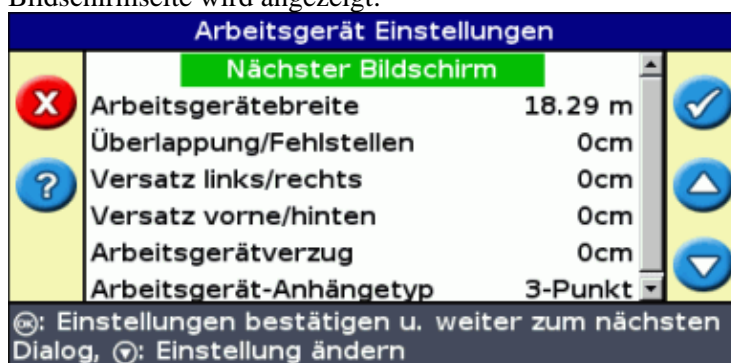 Bildschirmseite wird angezeigt.
Arbeitsgerät Einstellungen
Nächster Bildschirm
Arbeitsgerätebreite 18.29 m
Überlappung/Fehlstellen 0cm
Versatz links/rechts 0cm
Versatz vorne/hinten 0cm
Arbeitsgerätverzug 0cm
Arbeitsgerät-Anhängetyp 3-Punkt
OK: Einstellungen bestätigen u. weiter zum nächsten
Dialog, : Einstellung ändern